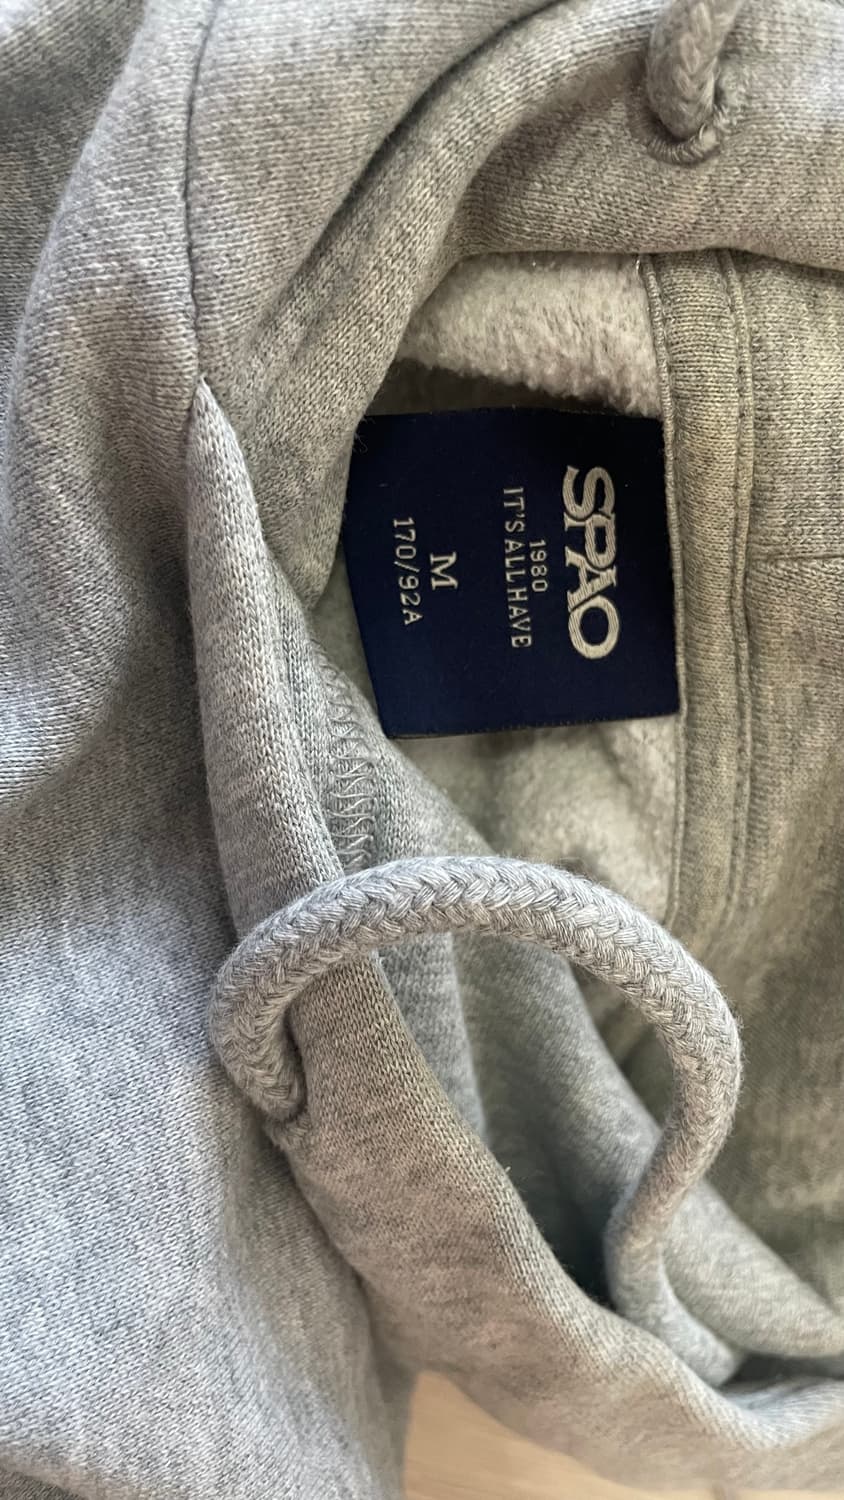 SPAO
1980
IT'S ALL HAVE
M
170/92A